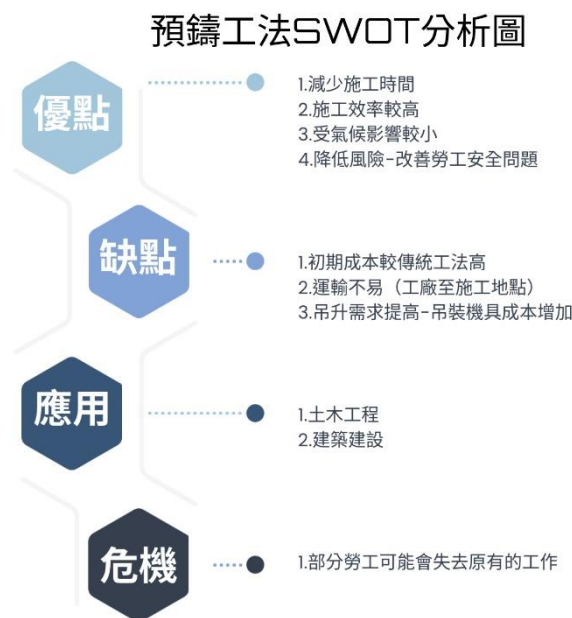 預鑄工法SWOT分析圖
優點
1.減少施工時間
2.施工效率較高
3.受氣候影響較小
4.降低風險-改善勞工安全問題
缺點
1.初期成本較傳統工法高
2.運輸不易（工廠至施工地點）
3.吊升需求提高-吊裝機具成本增加
應用
1.土木工程
2.建築建設
危機
1.部分勞工可能會失去原有的工作